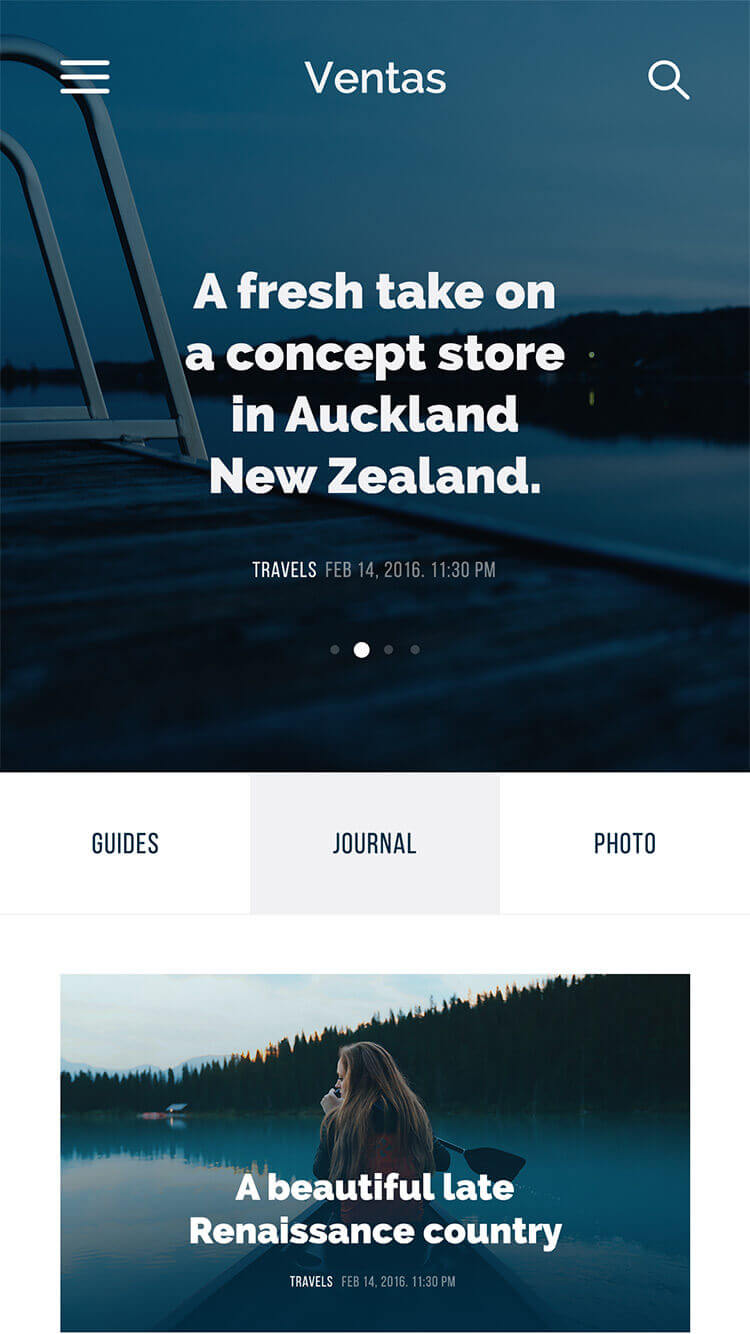 Ventas
A fresh take on
a concept store
in Auckland
New Zealand.
TRAVELS FEB 14, 2016. 11:30 PM
GUIDES JOURNAL PHOTO
A beautiful late
Renaissance country
TRAVELS FEB 14, 2016. 11:30 PM